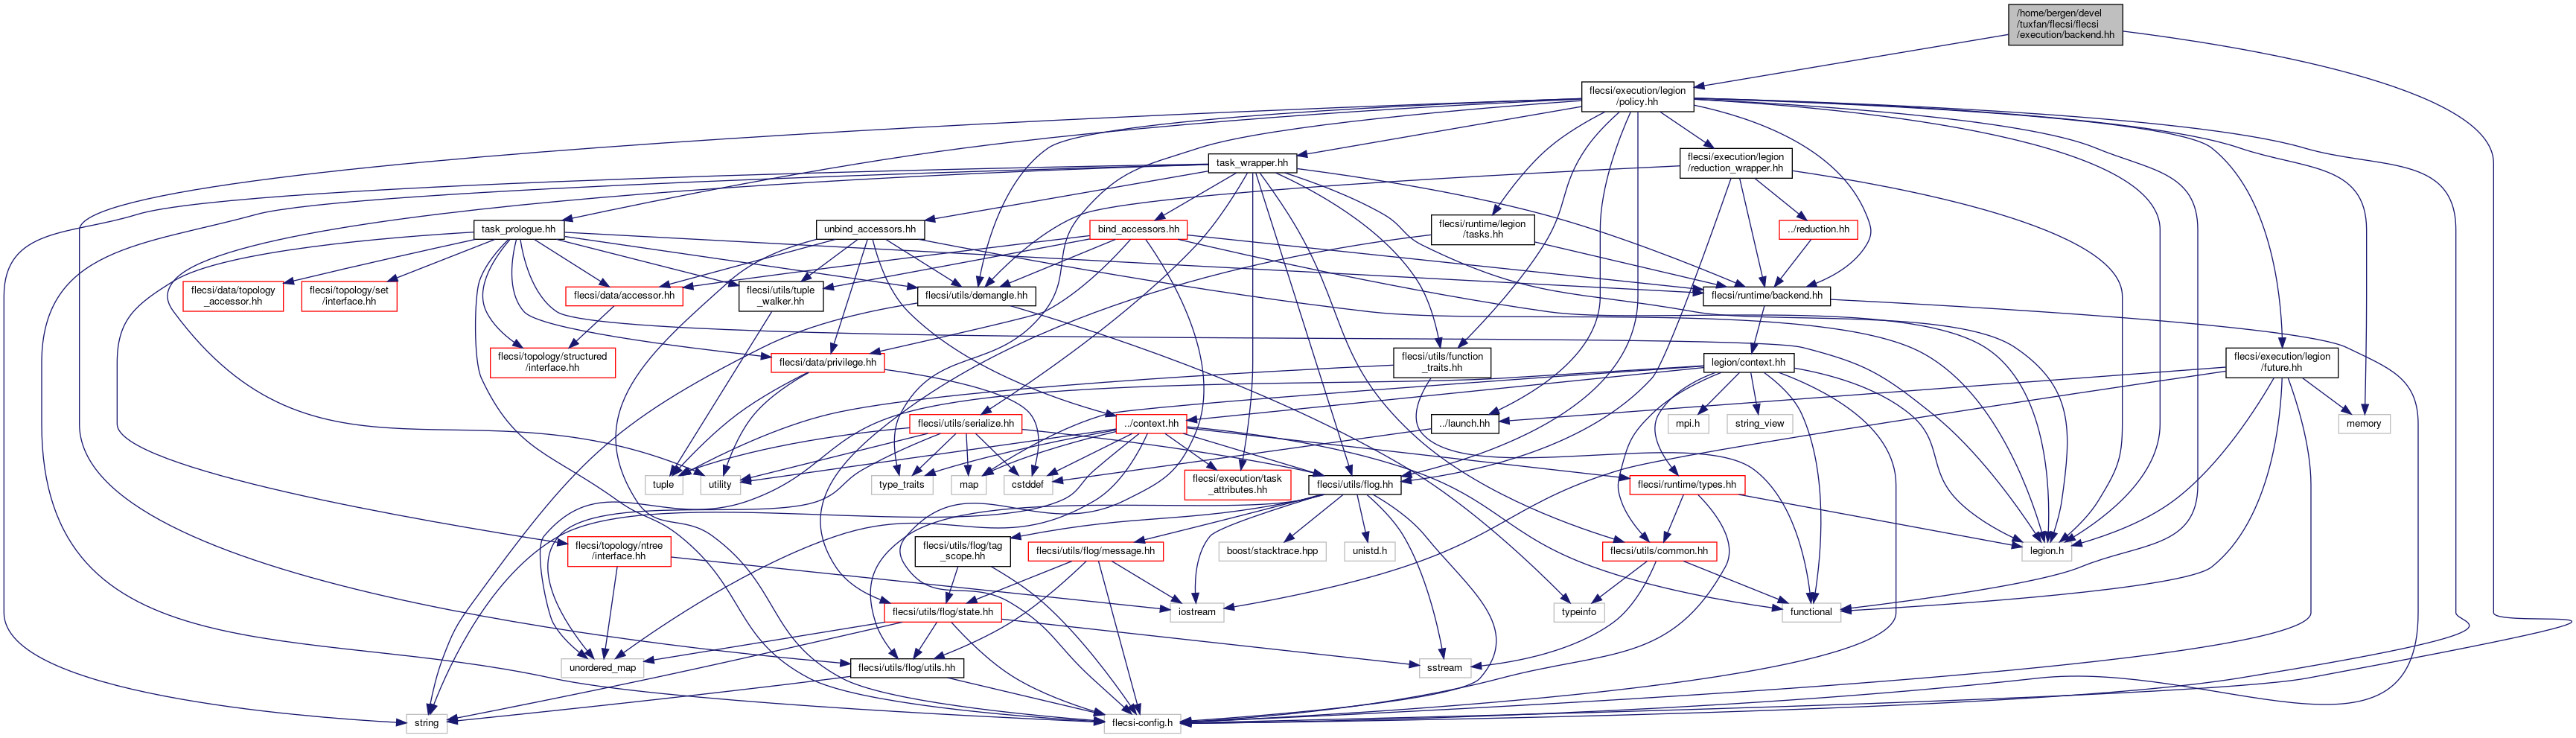 /home/bergen/devel
/tuxfan/flecsi/flecsi
/execution/backend.hh
flecsi/execution/legion
/policy.hh
task_wrapper.hh
flecsi/execution/legion
/reduction_wrapper.hh
task_prologue.hh
unbind_accessors.hh
bind_accessors.hh
flecsi/runtime/legion
/tasks.hh
../reduction.hh
flecsi/data/topology
_accessor.hh
flecsi/topology/set
/interface.hh
flecsi/data/accessor.hh
flecsi/utils/tuple
_walker.hh
flecsi/utils/demangle.hh
flecsi/runtime/backend.hh
flecsi/topology/structured
/interface.hh
flecsi/data/privilege.hh
flecsi/utils/function
_traits.hh
legion/context.hh
flecsi/execution/legion
/future.hh
flecsi/utils/serialize.hh
../context.hh
../launch.hh
mpi.h
string_view
memory
tuple
utility
type_traits
map
cstddef
flecsi/execution/task
_attributes.hh
flecsi/utils/flog.hh
flecsi/runtime/types.hh
flecsi/topology/ntree
/interface.hh
flecsi/utils/flog/tag
_scope.hh
flecsi/utils/flog/message.hh
boost/stacktrace.hpp
unistd.h
flecsi/utils/common.hh
legion.h
flecsi/utils/flog/state.hh
iostream
typeinfo
functional
unordered_map
flecsi/utils/flog/utils.hh
sstream
string
flecsi-config.h